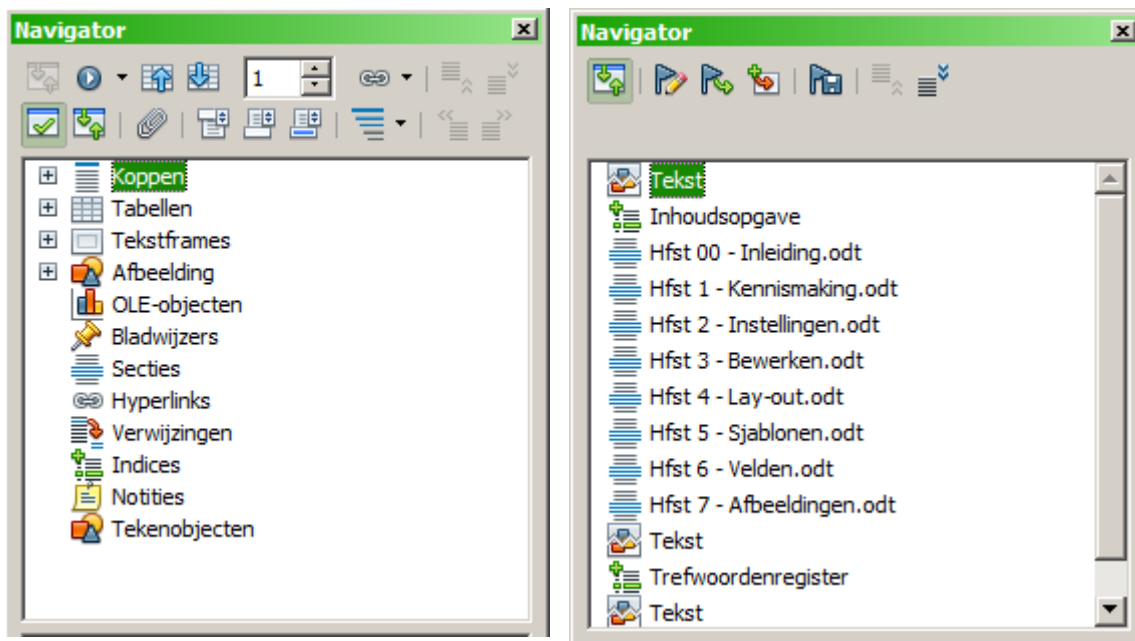 Navigator
1
Koppen
Tabellen
Tekstframes
Afbeelding
OLE-objecten
Bladwijzers
Secties
Hyperlinks
Verwijzingen
Indices
Notities
Tekenobjecten
Navigator
Tekst
Inhoudsopgave
Hfst 00 - Inleiding.odt
Hfst 1 - Kennismaking.odt
Hfst 2 - Instellingen.odt
Hfst 3 - Bewerken.odt
Hfst 4 - Lay-out.odt
Hfst 5 - Sjablonen.odt
Hfst 6 - Velden.odt
Hfst 7 - Afbeeldingen.odt
Tekst
Trefwoordenregister
Tekst